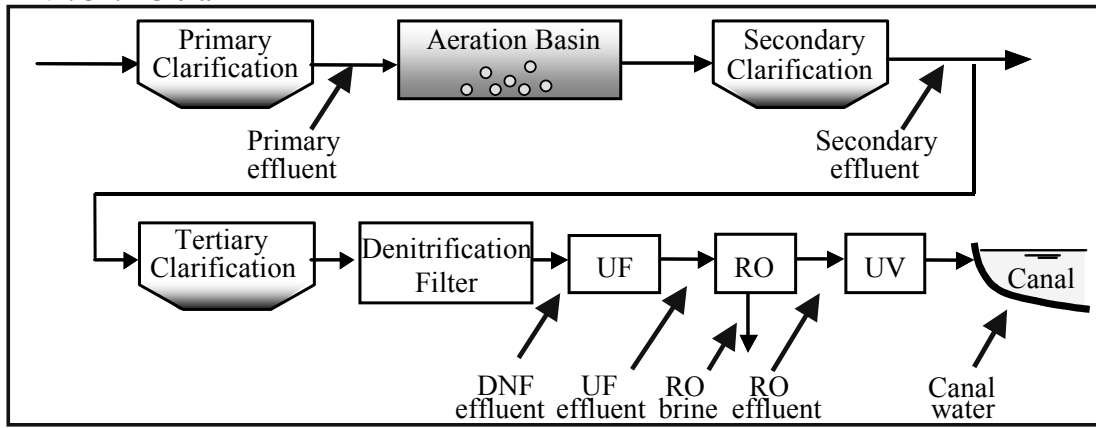 Primary
Clarification
Aeration Basin
Secondary
Clarification
Primary
effluent
Secondary
effluent
Tertiary
Clarification
Denitrification
Filter
UF
RO
UV
Canal
DNF
effluent
UF
effluent
RO
brine
RO
effluent
Canal
water